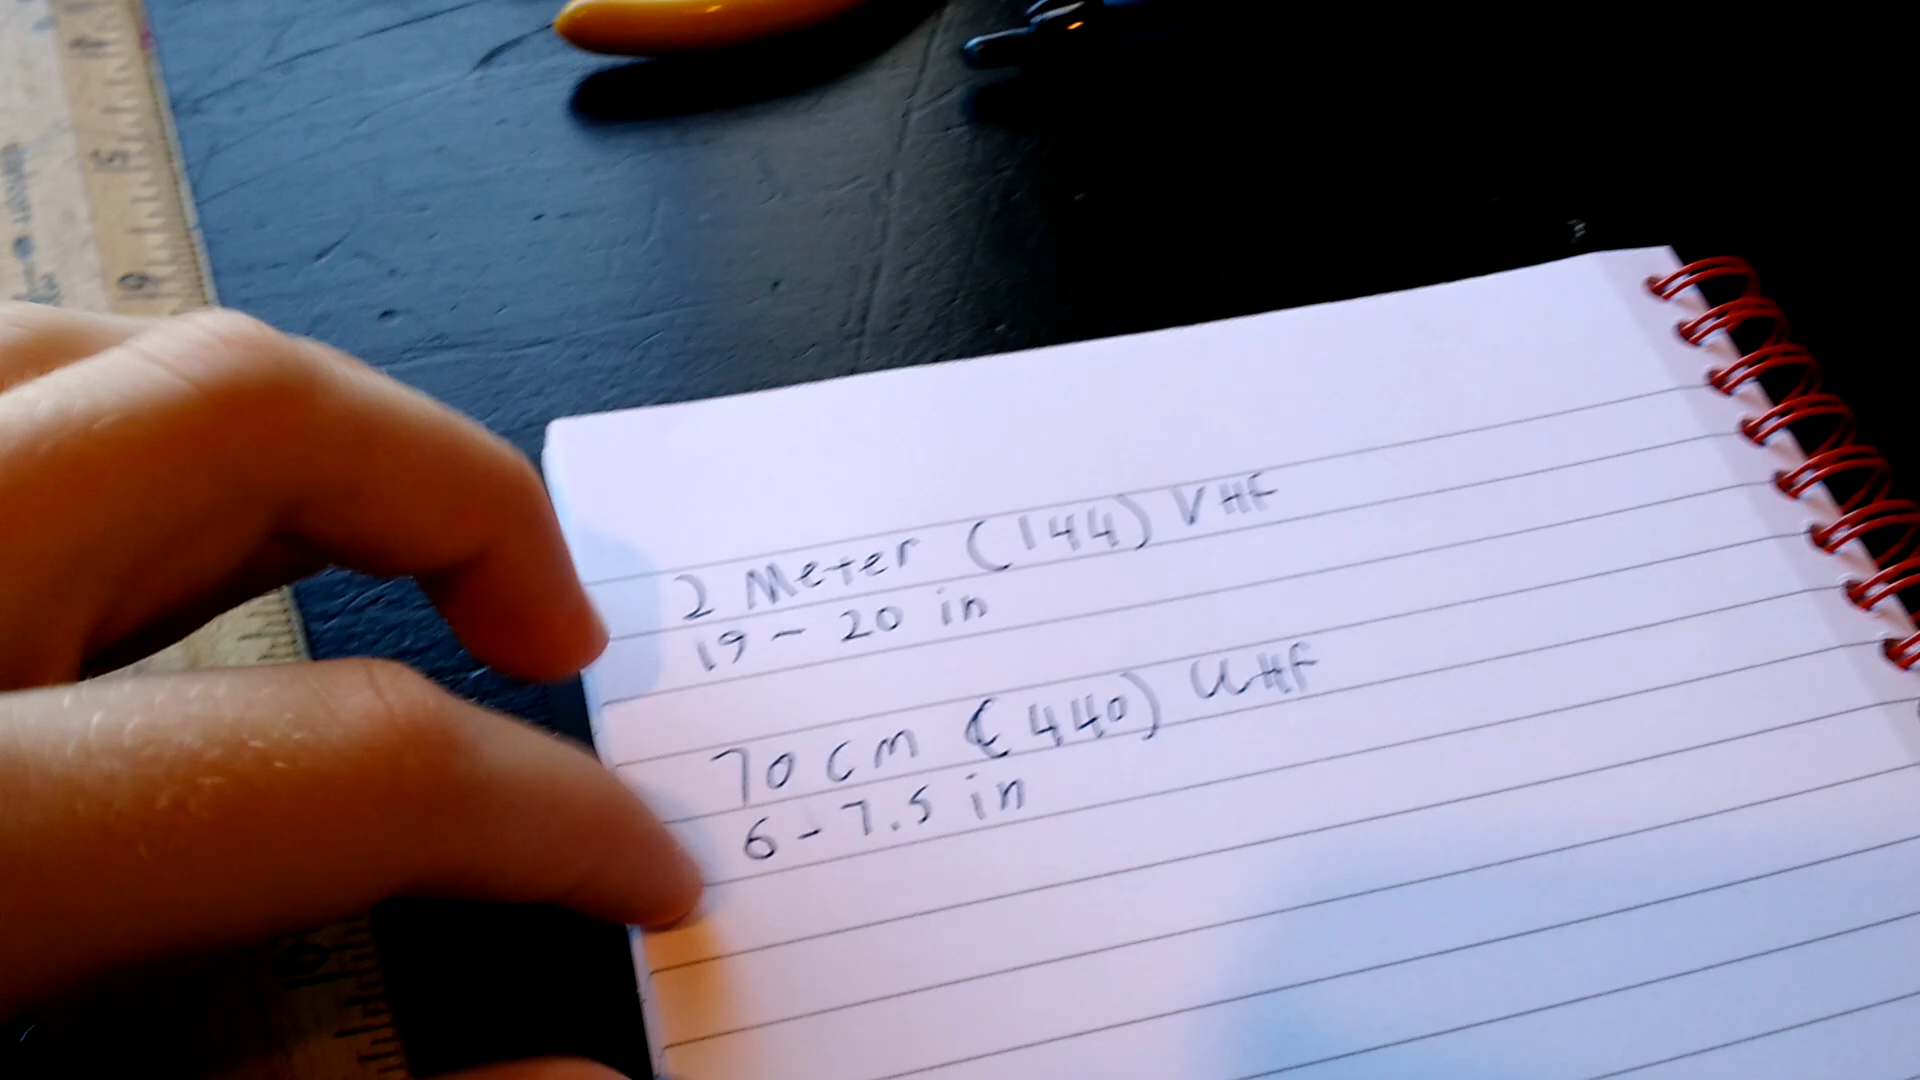 2 Meter (144) VHF
19 - 20 in
70 cm (440) UHF
6 - 7.5 in